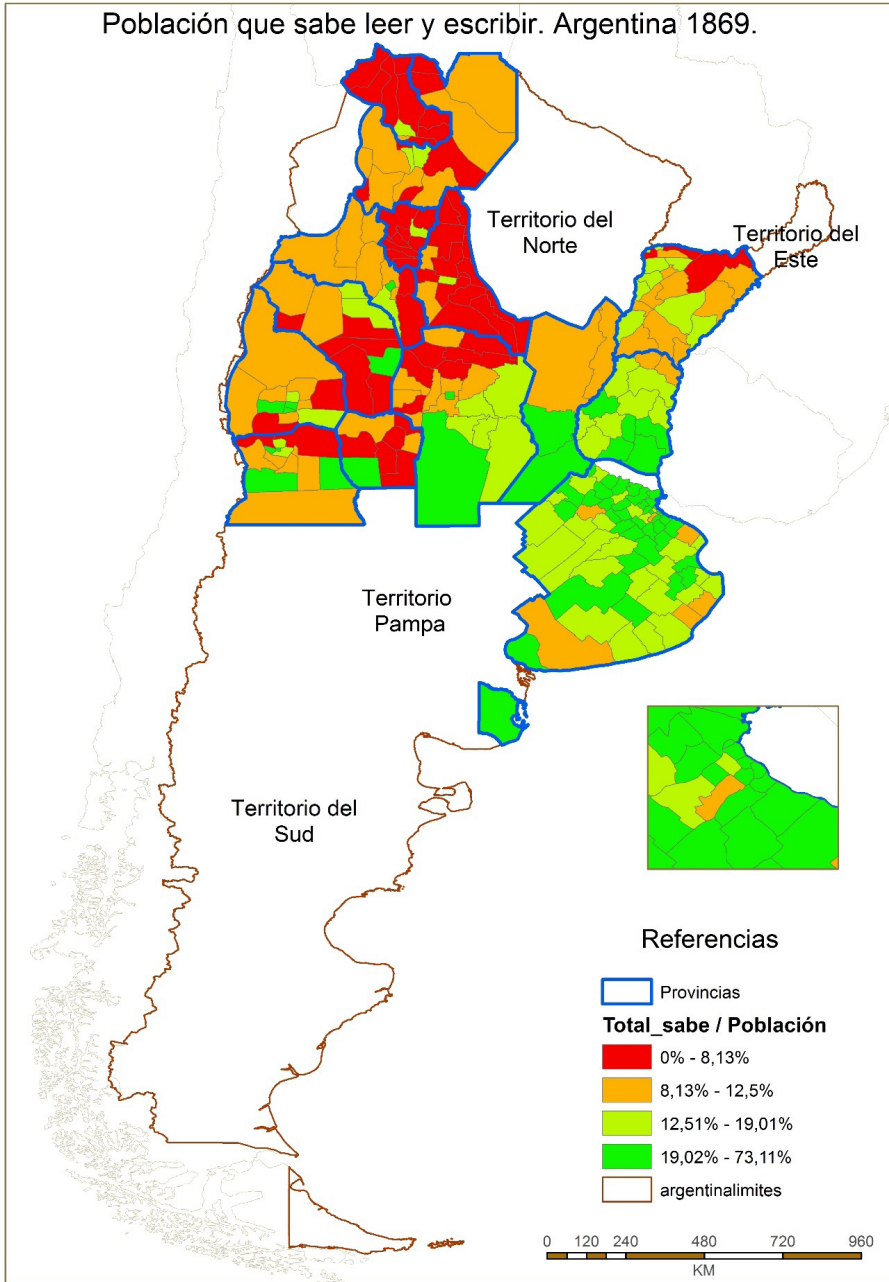 Población que sabe leer y escribir. Argentina 1869.
Territorio del
Norte
Territorio del
Este
Territorio
Pampa
Territorio del
Sud
Referencias
Provincias
Total_sabe / Población
0% - 8,13%
8,13% - 12,5%
12,51% - 19,01%
19,02% - 73,11%
argentinalimites
0 120 240 480 720 960
KM